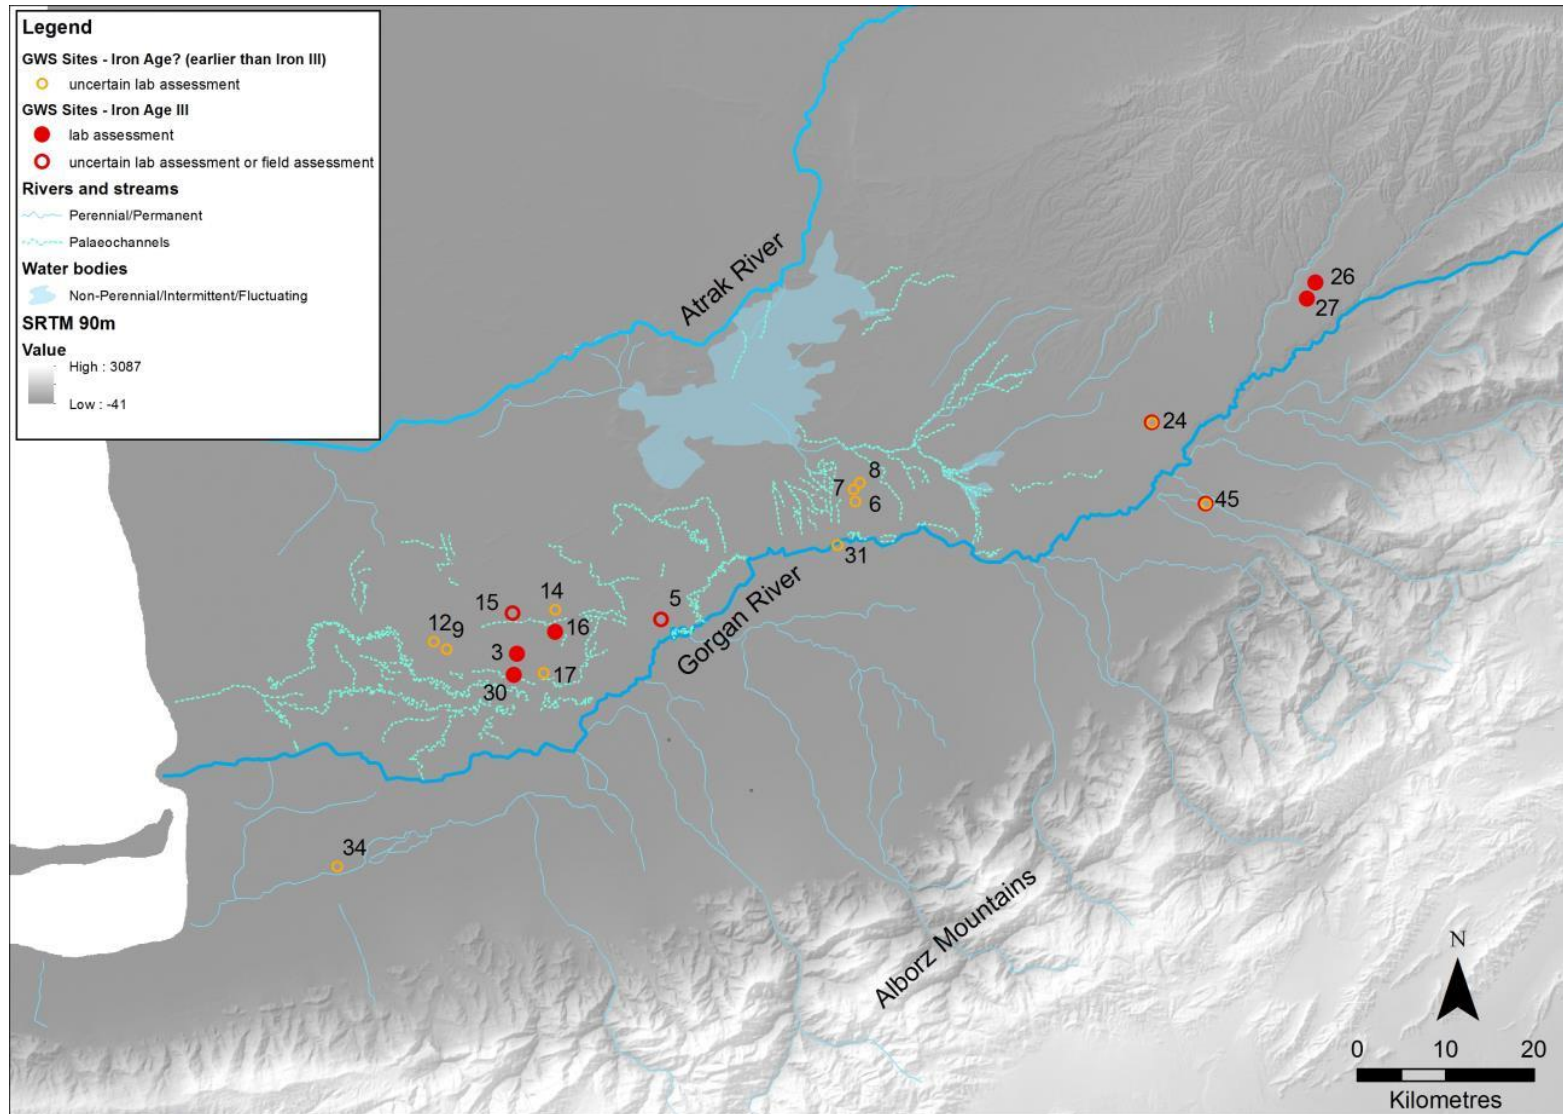 Legend
GWS Sites - Iron Age? (earlier than Iron III)
uncertain lab assessment
GWS Sites - Iron Age III
lab assessment
uncertain lab assessment or field assessment
Rivers and streams
Perennial/Permanent
Palaeochannels
Water bodies
Non-Perennial/Intermittent/Fluctuating
SRTM 90m
Value
High : 3087
Low : -41
Atrak River
26
27
24
8
7
6
45
31
14
15
5
16
12
9
3
17
30
Gorgan River
34
Alborz Mountains
N
0 10 20
Kilometres